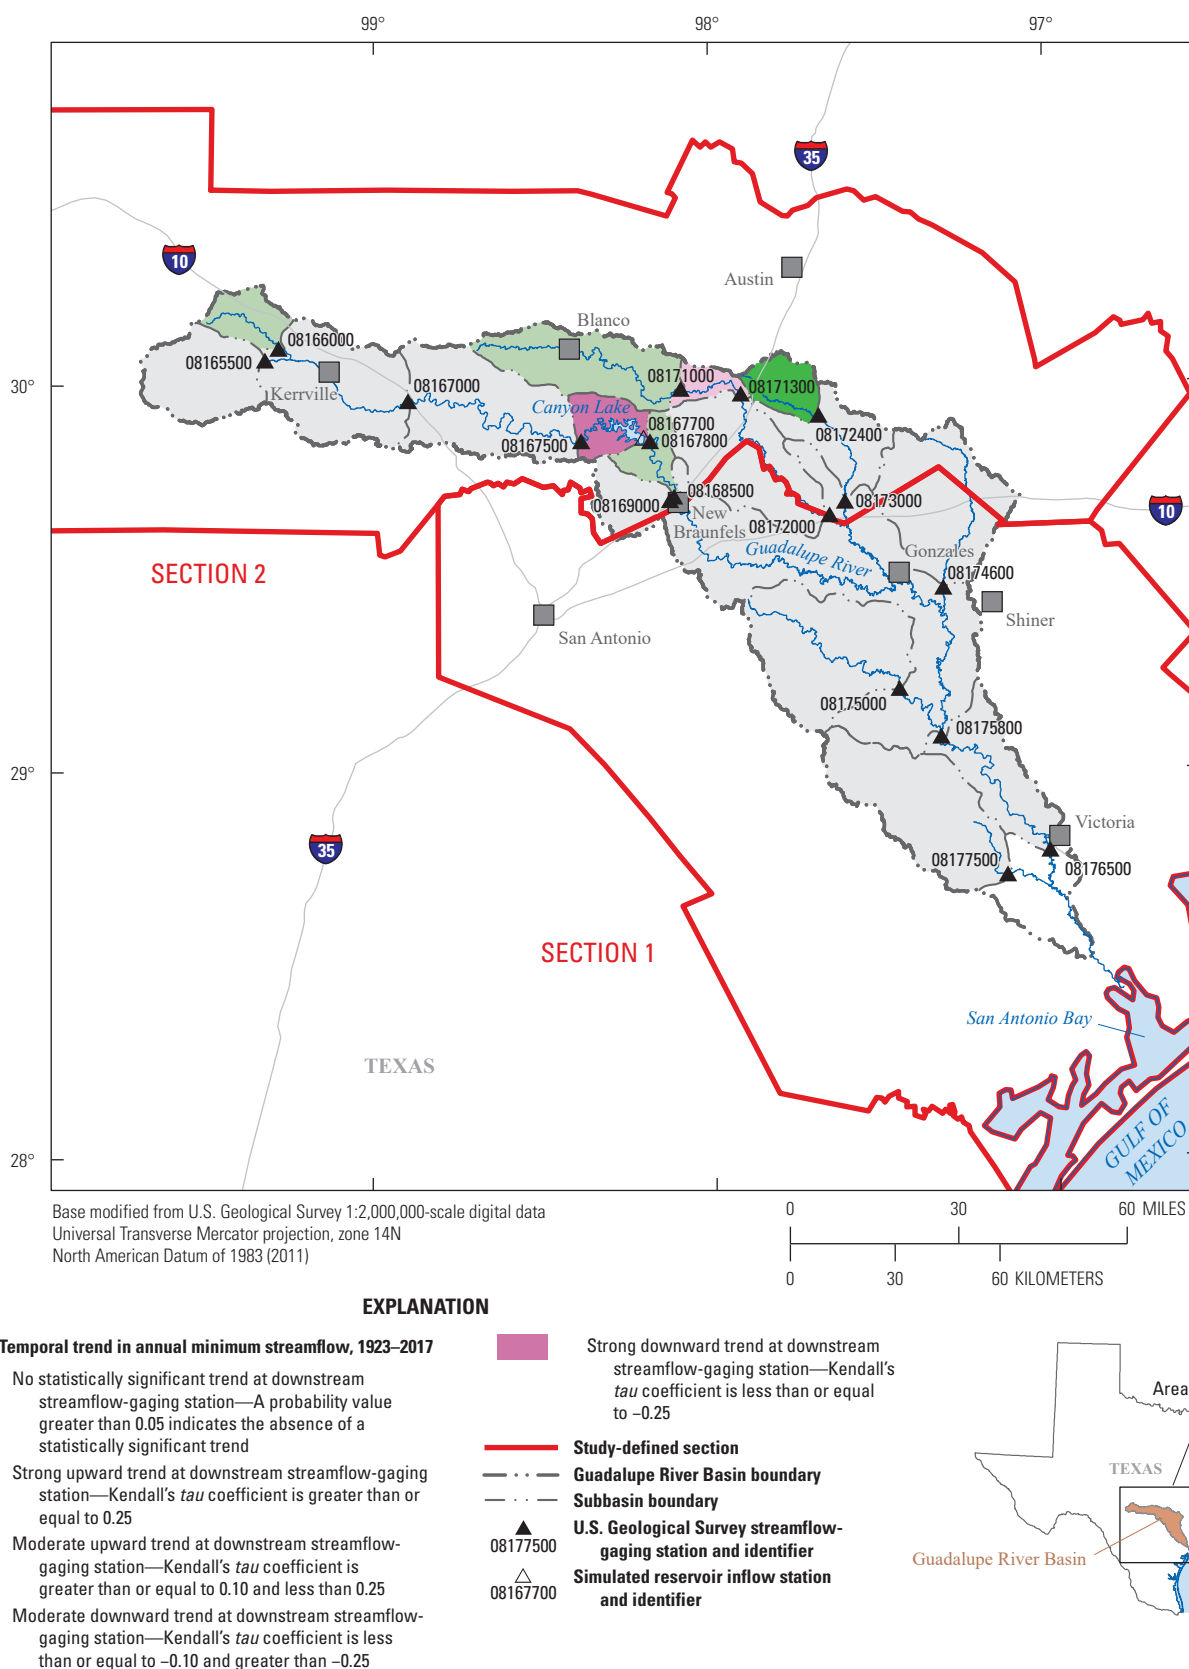 99°
98°
97°
35
10
Austin
Blanco
08166000
08165500
30°
Kerrville
08167000
08171000
08171300
Canyon Lake
08167700
08172400
08167500
08167800
08168500
08169000
08173000
10
New
Braunfels
08172000
Guadalupe River
Gonzales
SECTION 2
08174600
Shiner
San Antonio
08175000
08175800
29°
Victoria
35
08177500
08176500
SECTION 1
San Antonio Bay
TEXAS
GULF OF
MEXICO
28°
Base modified from U.S. Geological Survey 1:2,000,000-scale digital data
Universal Transverse Mercator projection, zone 14N
North American Datum of 1983 (2011)
0 30 60 MILES
0 30 60 KILOMETERS
EXPLANATION
Temporal trend in annual minimum streamflow, 1923–2017
No statistically significant trend at downstream
streamflow-gaging station—A probability value
greater than 0.05 indicates the absence of a
statistically significant trend
Strong upward trend at downstream streamflow-gaging
station—Kendall's tau coefficient is greater than or
equal to 0.25
Moderate upward trend at downstream streamflow-
gaging station—Kendall's tau coefficient is
greater than or equal to 0.10 and less than 0.25
Moderate downward trend at downstream streamflow-
gaging station—Kendall's tau coefficient is less
than or equal to −0.10 and greater than −0.25
Strong downward trend at downstream
streamflow-gaging station—Kendall's
tau coefficient is less than or equal
to −0.25
Study-defined section
Guadalupe River Basin boundary
Subbasin boundary
U.S. Geological Survey streamflow-
gaging station and identifier
08177500
Simulated reservoir inflow station
and identifier
08167700
Area
TEXAS
Guadalupe River Basin